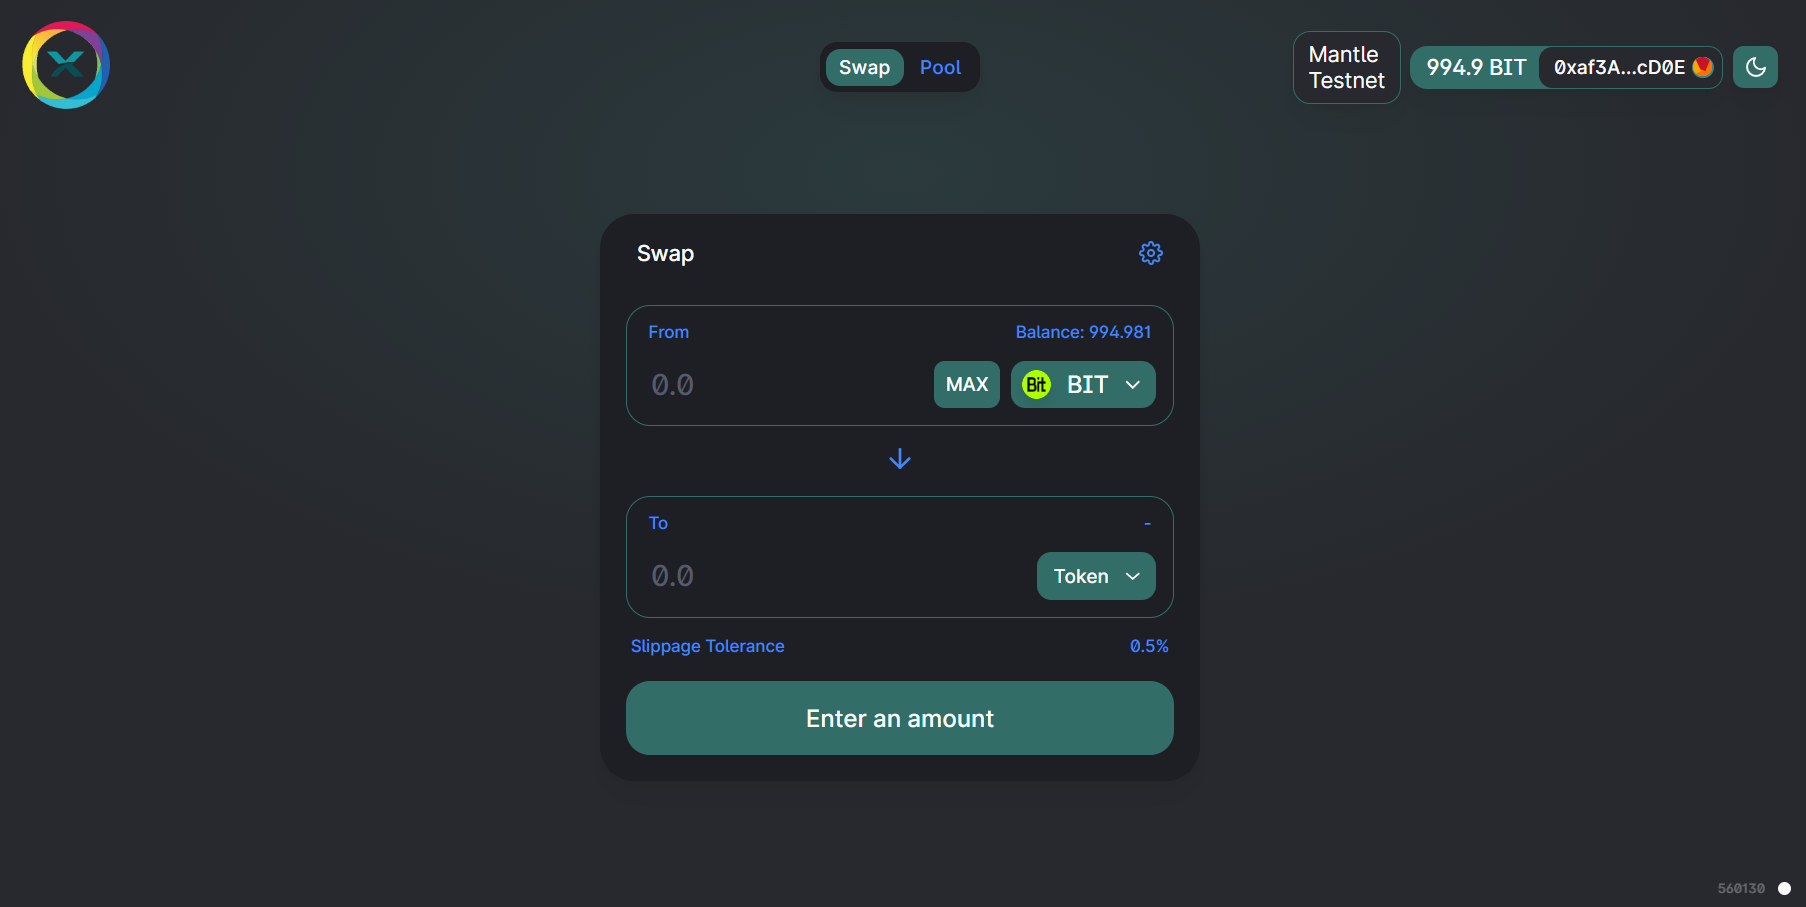 Swap Pool
Mantle
Testnet
994.9 BIT 0xaf3A...cD0E
Swap
From Balance: 994.981
0.0 MAX Bit BIT
To -
0.0 Token
Slippage Tolerance 0.5%
Enter an amount
560130